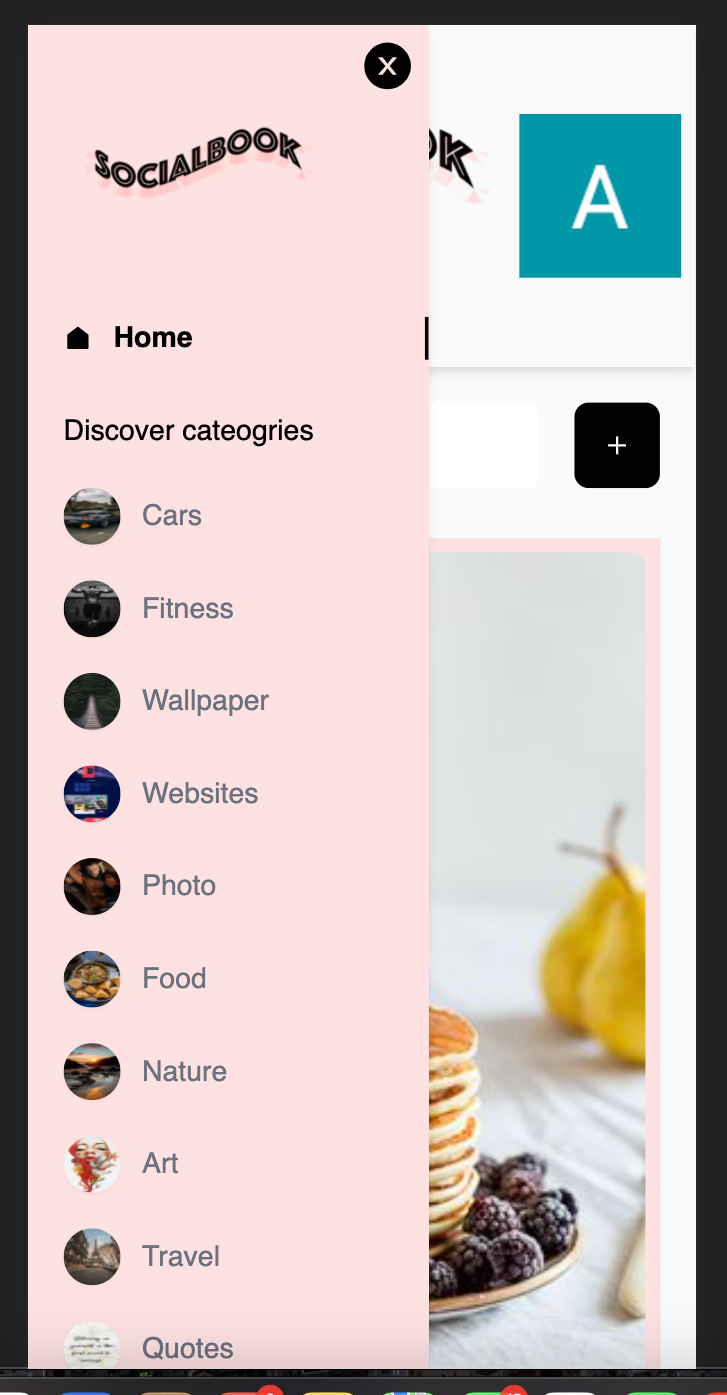 X
SOCIALBOOK
OK
A
Home
Discover cateogries
+
Cars
Fitness
Wallpaper
Websites
Photo
Food
Nature
Art
Travel
Quotes